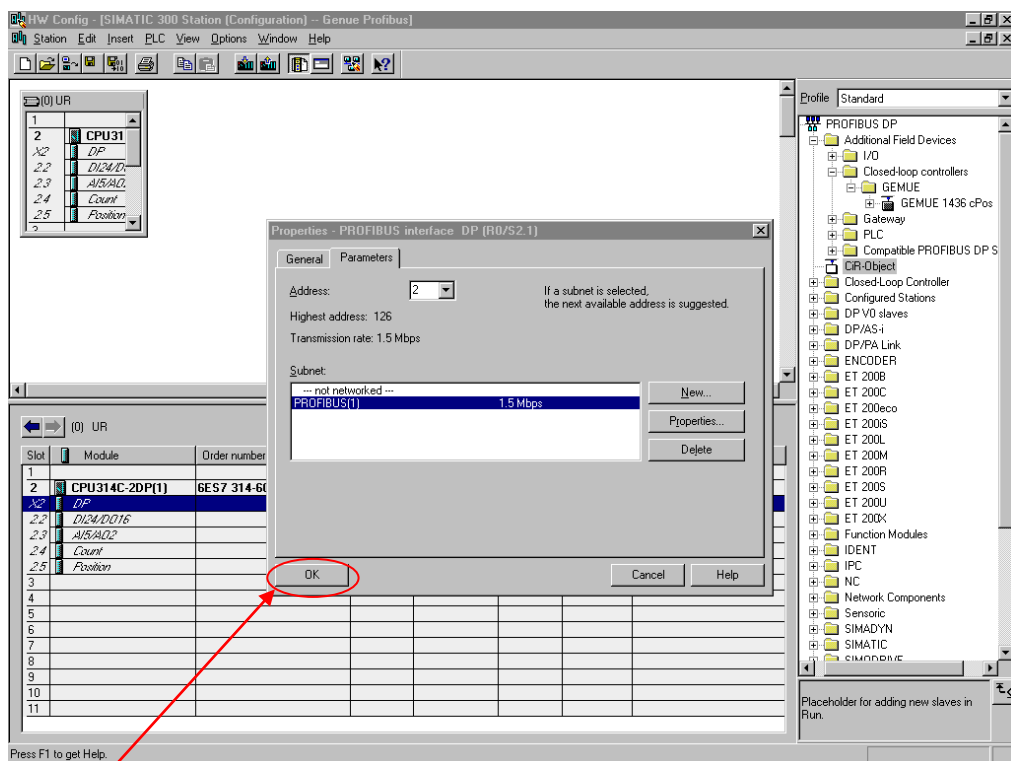 HW Config - [SIMATIC 300 Station (Configuration) -- Genue Profibus]
Station Edit Insert PLC View Options Window Help
(0) UR
1
2 CPU31
X2 DP
2.2 DI24/D
2.3 AI5/AO
2.4 Count
2.5 Position
3
Properties - PROFIBUS interface DP (R0/S2.1)
General Parameters
Address: 2
If a subnet is selected,
the next available address is suggested.
Highest address: 126
Transmission rate: 1.5 Mbps
Subnet:
--- not networked ---
PROFIBUS(1) 1.5 Mbps
New...
Properties...
Delete
OK Cancel Help
(0) UR
Slot Module Order number
1
2 CPU314C-2DP(1) 6ES7 314-6C
X2 DP
2.2 DI24/DO16
2.3 AI5/AO2
2.4 Count
2.5 Position
3
4
5
6
7
8
9
10
11
Profile Standard
PROFIBUS DP
Additional Field Devices
I/O
Closed-loop controllers
GEMUE
GEMUE 1436 cPos
Gateway
PLC
Compatible PROFIBUS DP S
CiR-Object
Closed-Loop Controller
Configured Stations
DP V0 slaves
DP/AS-i
DP/PA Link
ENCODER
ET 200B
ET 200C
ET 200eco
ET 200iS
ET 200L
ET 200M
ET 200R
ET 200S
ET 200U
ET 200X
Function Modules
IDENT
IPC
NC
Network Components
Sensoric
SIMADYN
SIMATIC
SIMODRIVE
Placeholder for adding new slaves in
Run.
Press F1 to get Help.